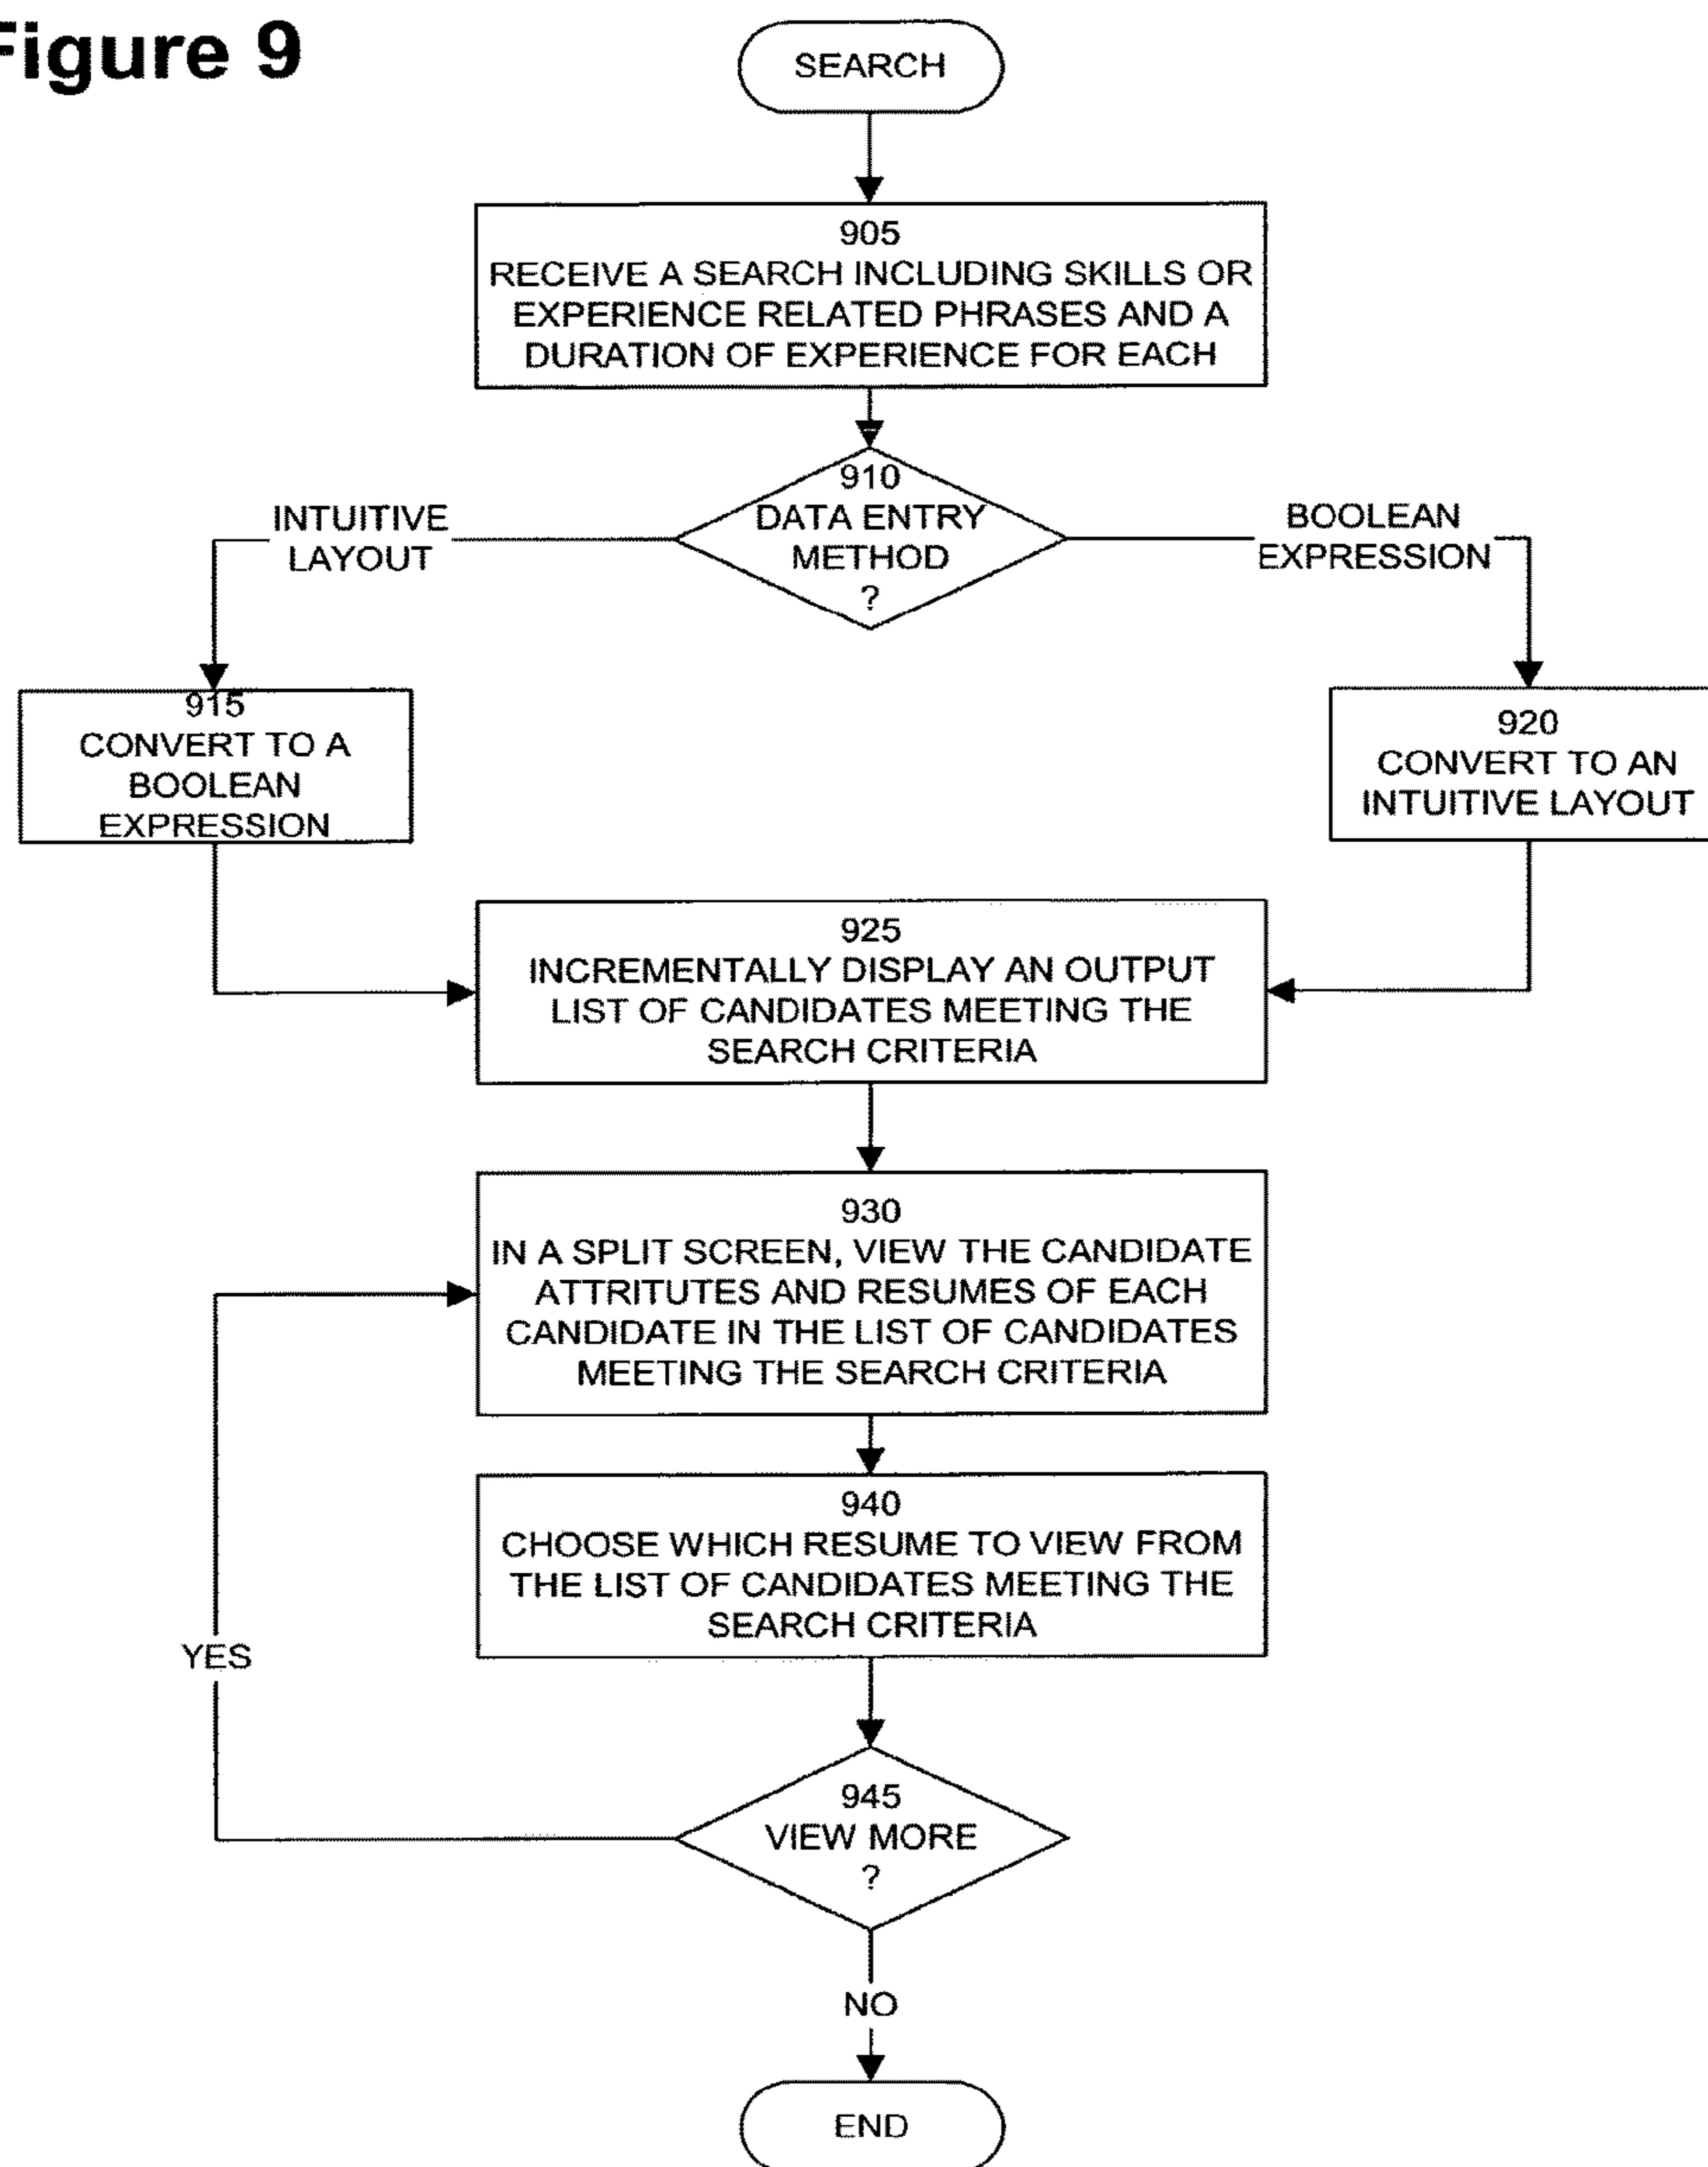 Figure 9
SEARCH
905
RECEIVE A SEARCH INCLUDING SKILLS OR
EXPERIENCE RELATED PHRASES AND A
DURATION OF EXPERIENCE FOR EACH
910
DATA ENTRY
METHOD
?
INTUITIVE
LAYOUT
BOOLEAN
EXPRESSION
915
CONVERT TO A
BOOLEAN
EXPRESSION
920
CONVERT TO AN
INTUITIVE LAYOUT
925
INCREMENTALLY DISPLAY AN OUTPUT
LIST OF CANDIDATES MEETING THE
SEARCH CRITERIA
930
IN A SPLIT SCREEN, VIEW THE CANDIDATE
ATTRITUTES AND RESUMES OF EACH
CANDIDATE IN THE LIST OF CANDIDATES
MEETING THE SEARCH CRITERIA
940
CHOOSE WHICH RESUME TO VIEW FROM
THE LIST OF CANDIDATES MEETING THE
SEARCH CRITERIA
YES
945
VIEW MORE
?
NO
END